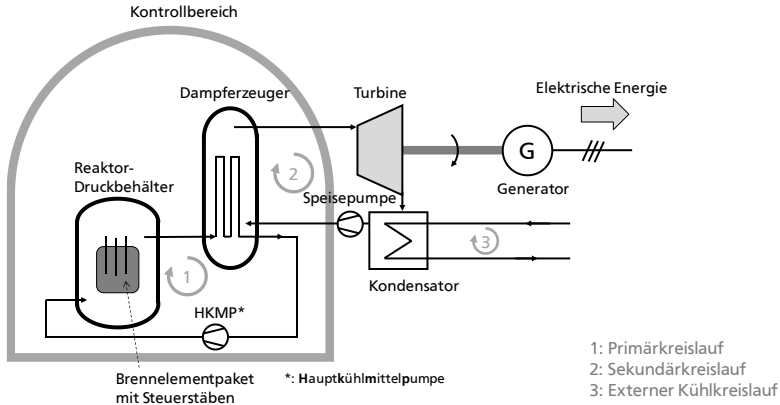 Kontrollbereich
Dampferzeuger
Turbine
Elektrische Energie
Reaktor-
Druckbehälter
2
G
Generator
Speisepumpe
3
1
Kondensator
HKMP*
Brennelementpaket
mit Steuerstäben
*: Hauptkühlmittelpumpe
1: Primärkreislauf
2: Sekundärkreislauf
3: Externer Kühlkreislauf